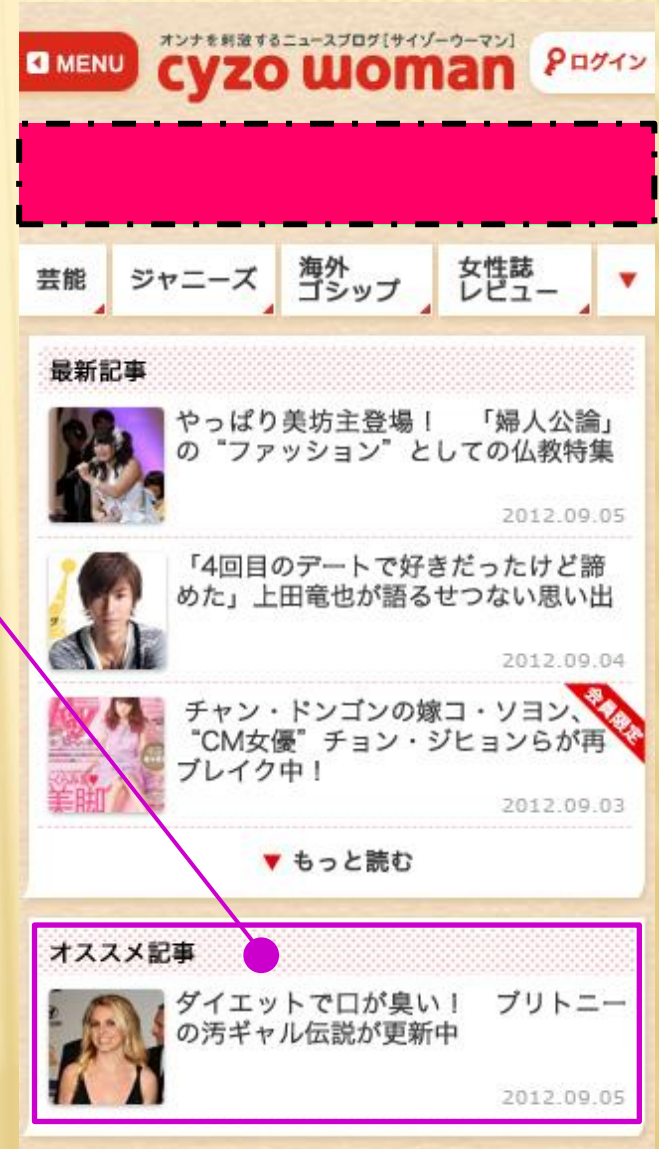 オンナを刺激するニュースブログ[サイゾーウーマン]
MENU
cyzo woman
ログイン
芸能
ジャニーズ
海外
ゴシップ
女性誌
レビュー
▼
最新記事
やっぱり美坊主登場！　「婦人公論」
の“ファッション”としての仏教特集
2012.09.05
「4回目のデートで好きだったけど諦
めた」上田竜也が語るせつない思い出
2012.09.04
会員限定
チャン・ドンゴンの嫁コ・ソヨン、
“CM女優”チョン・ジヒョンらが再
ブレイク中！
美脚
2012.09.03
▼ もっと読む
オススメ記事
ダイエットで口が臭い！　ブリトニー
の汚ギャル伝説が更新中
2012.09.05